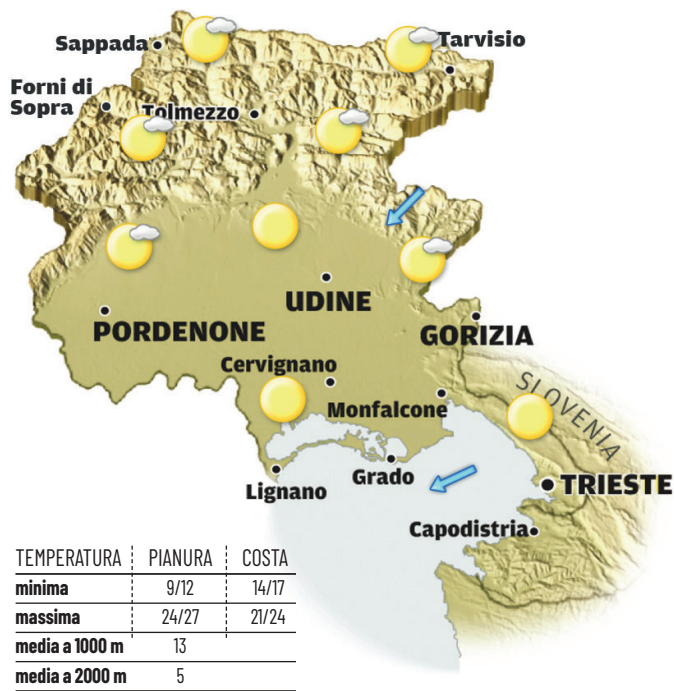 Sappada
Tarvisio
Forni di
Sopra
Tolmezzo
UDINE
PORDENONE
GORIZIA
Cervignano
SLOVENIA
Monfalcone
Grado
Lignano
TRIESTE
Capodistria
TEMPERATURA PIANURA COSTA
minima 9/12 14/17
massima 24/27 21/24
media a 1000 m 13
media a 2000 m 5